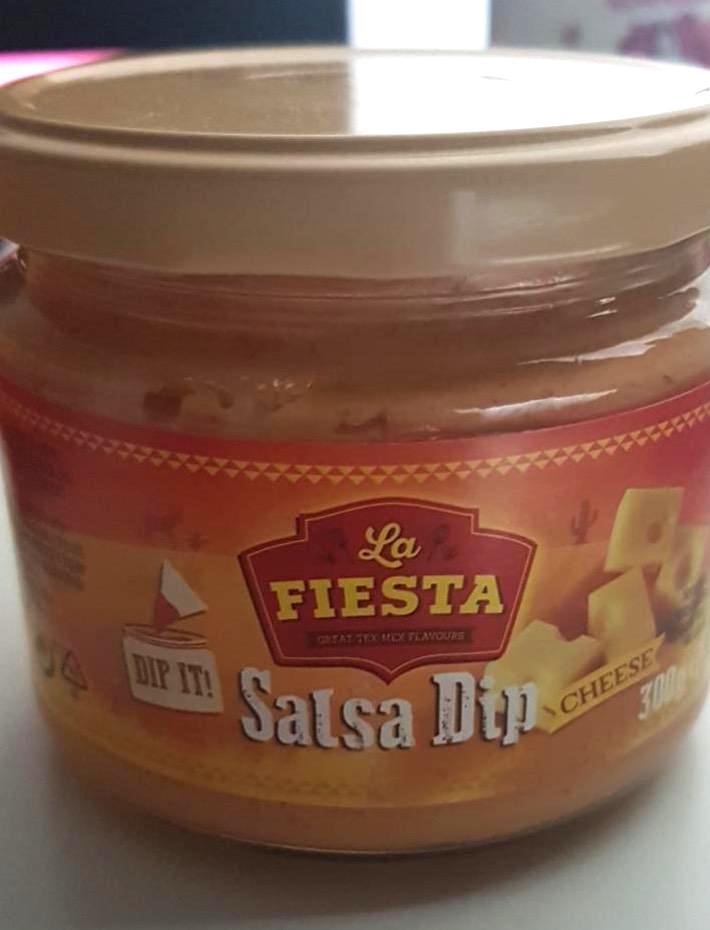 La
FIESTA
GREAT TEX-MEX FLAVOURS
DIP IT!
Salsa Dip
CHEESE
300g